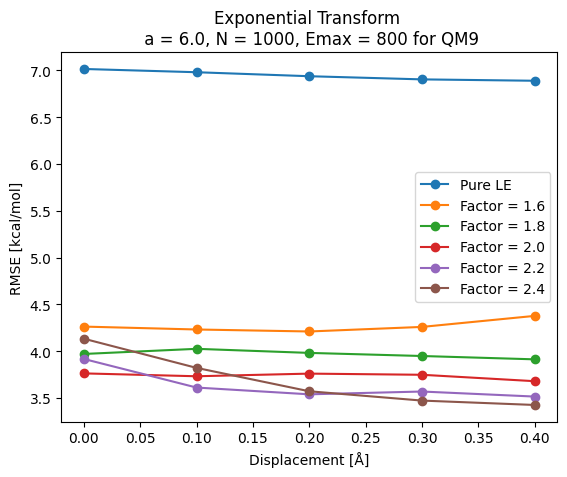 Exponential Transform
a = 6.0, N = 1000, Emax = 800 for QM9
RMSE [kcal/mol]
7.0
6.5
6.0
5.5
5.0
4.5
4.0
3.5
Pure LE
Factor = 1.6
Factor = 1.8
Factor = 2.0
Factor = 2.2
Factor = 2.4
0.00 0.05 0.10 0.15 0.20 0.25 0.30 0.35 0.40
Displacement [Å]